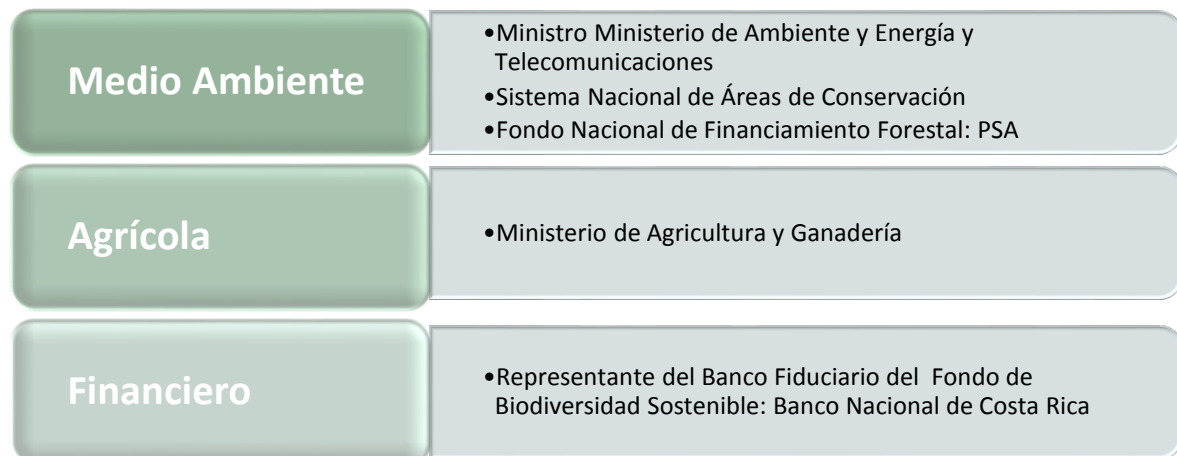 Medio Ambiente
•Ministro Ministerio de Ambiente y Energía y
Telecomunicaciones
•Sistema Nacional de Áreas de Conservación
•Fondo Nacional de Financiamiento Forestal: PSA
Agrícola
•Ministerio de Agricultura y Ganadería
Financiero
•Representante del Banco Fiduciario del Fondo de
Biodiversidad Sostenible: Banco Nacional de Costa Rica